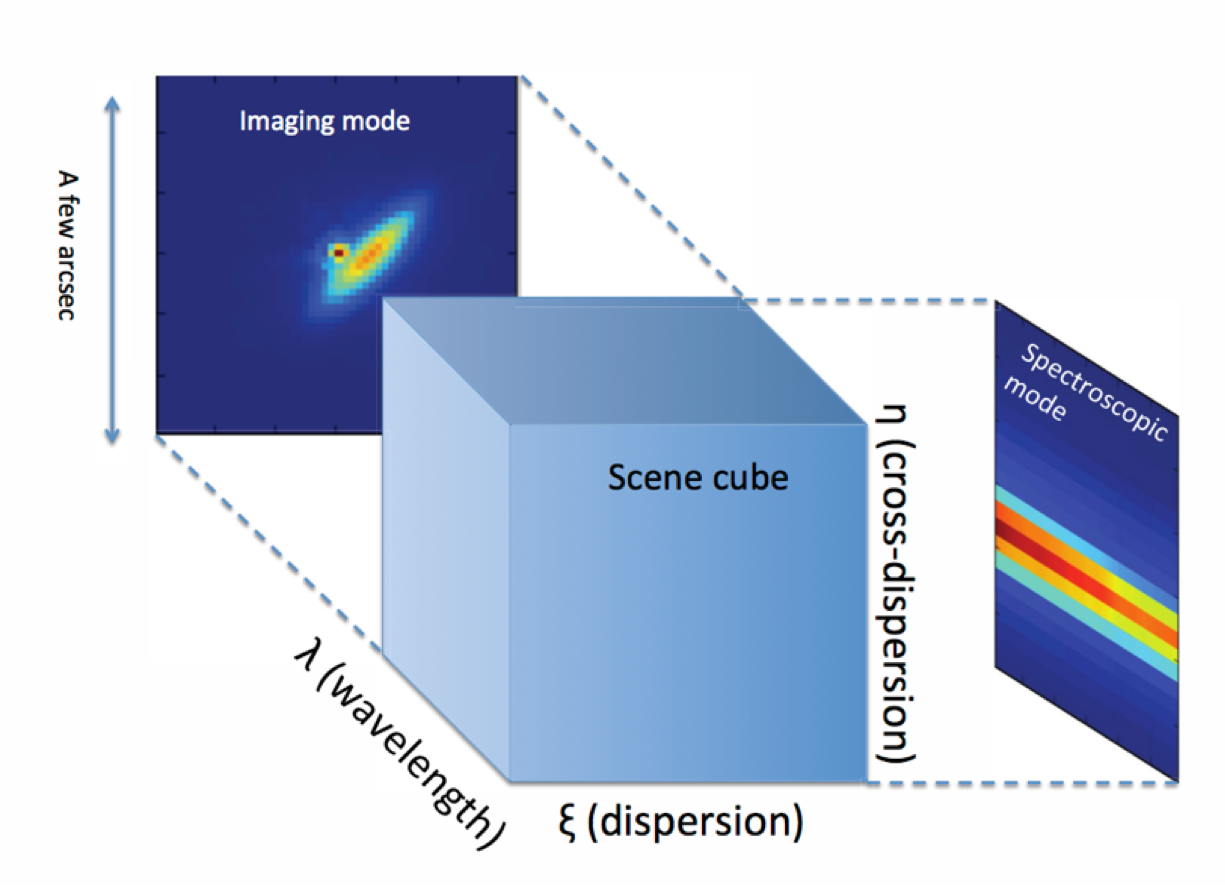 Imaging mode
A few arcsec
Spectroscopic
mode
η (cross-dispersion)
Scene cube
λ (wavelength)
ξ (dispersion)